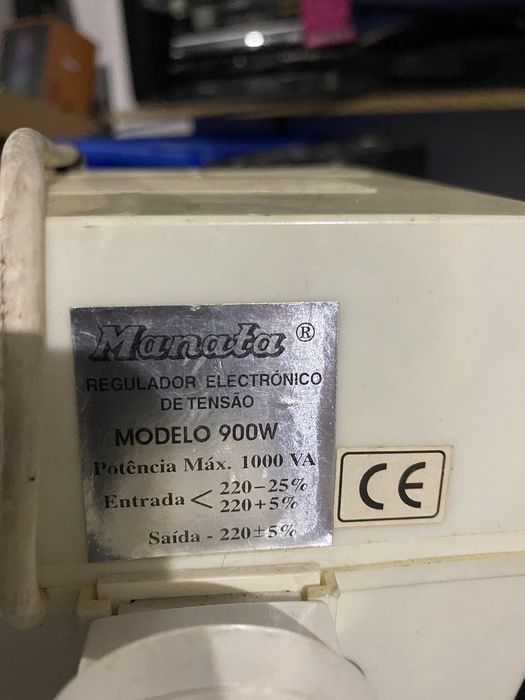 Manata ®
REGULADOR ELECTRÓNICO
DE TENSÃO
MODELO 900W
Potência Máx. 1000 VA
Entrada < 220-25%
220+5%
Saída - 220±5%
CE